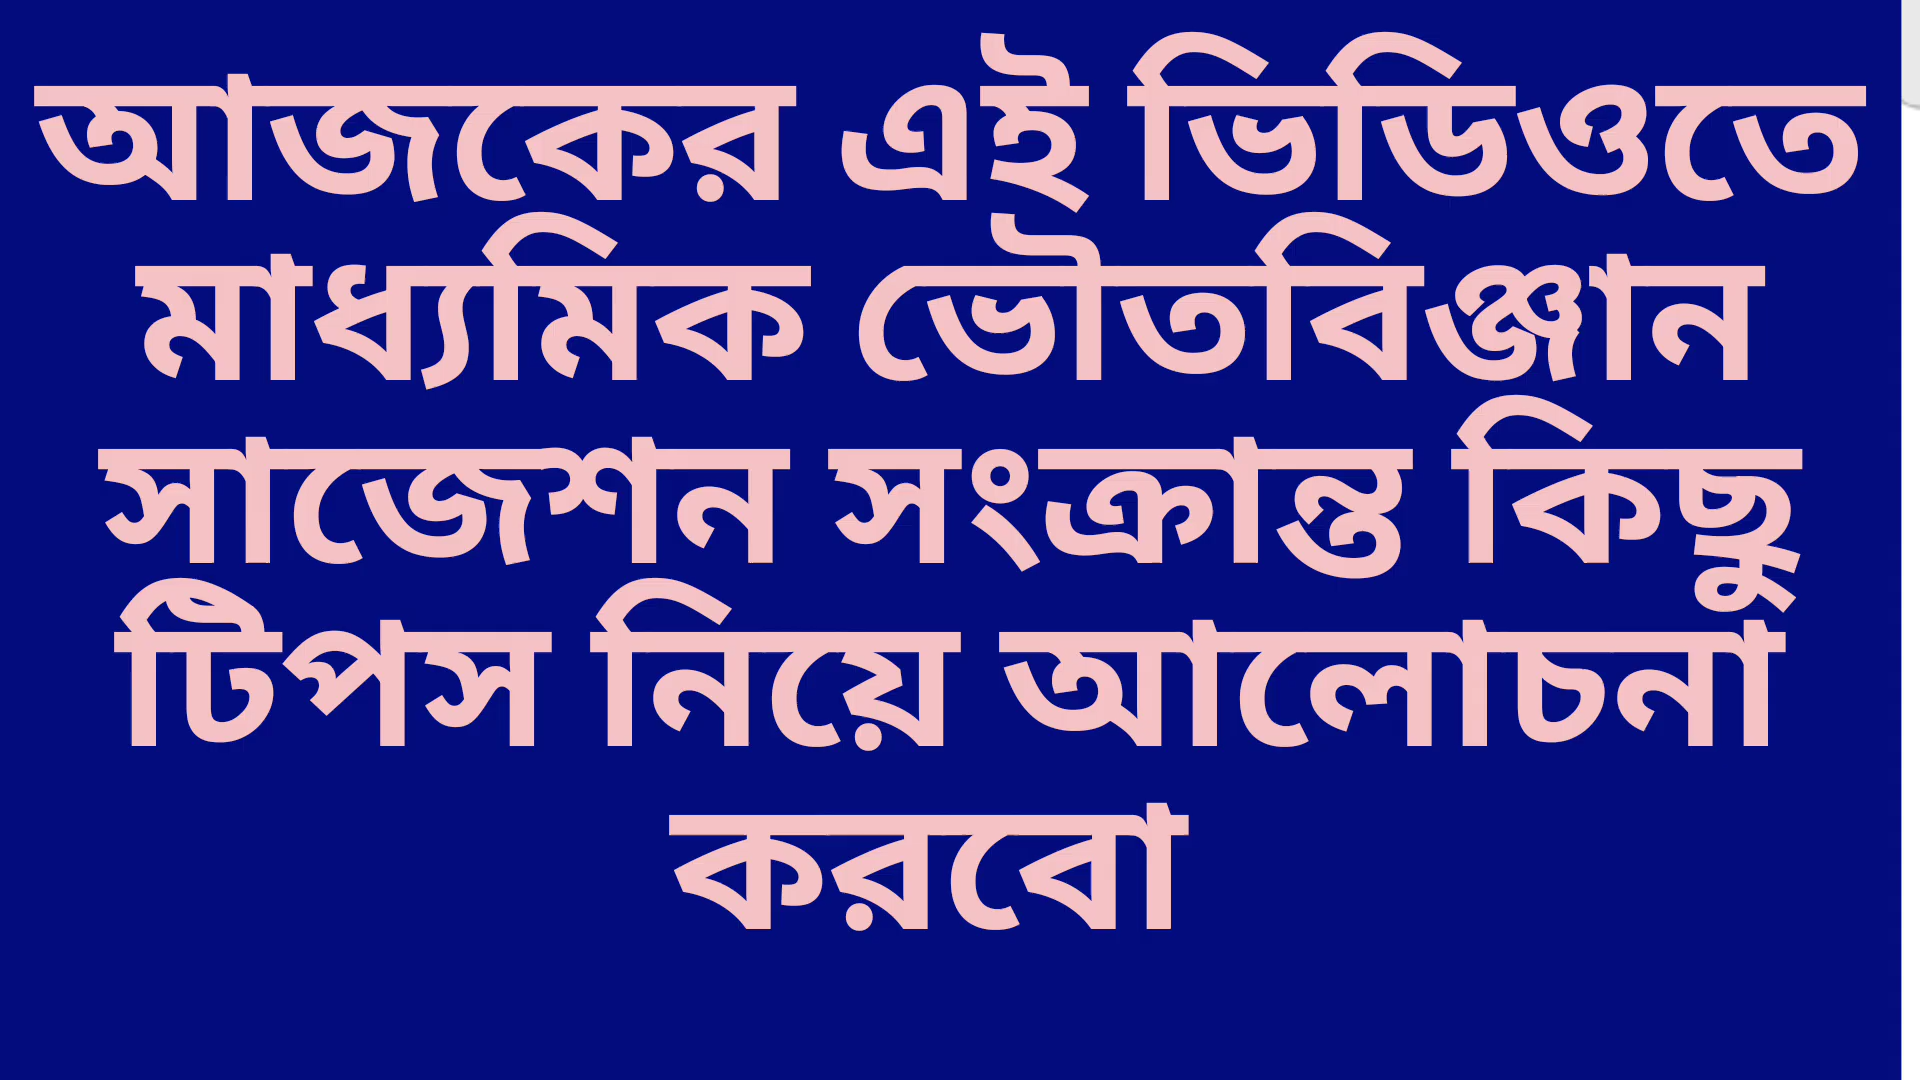 আজকের এই ভিডিওতে
মাধ্যমিক ভৌতবিজ্ঞান
সাজেশন সংক্রান্ত কিছু
টিপস নিয়ে আলোচনা
করবো